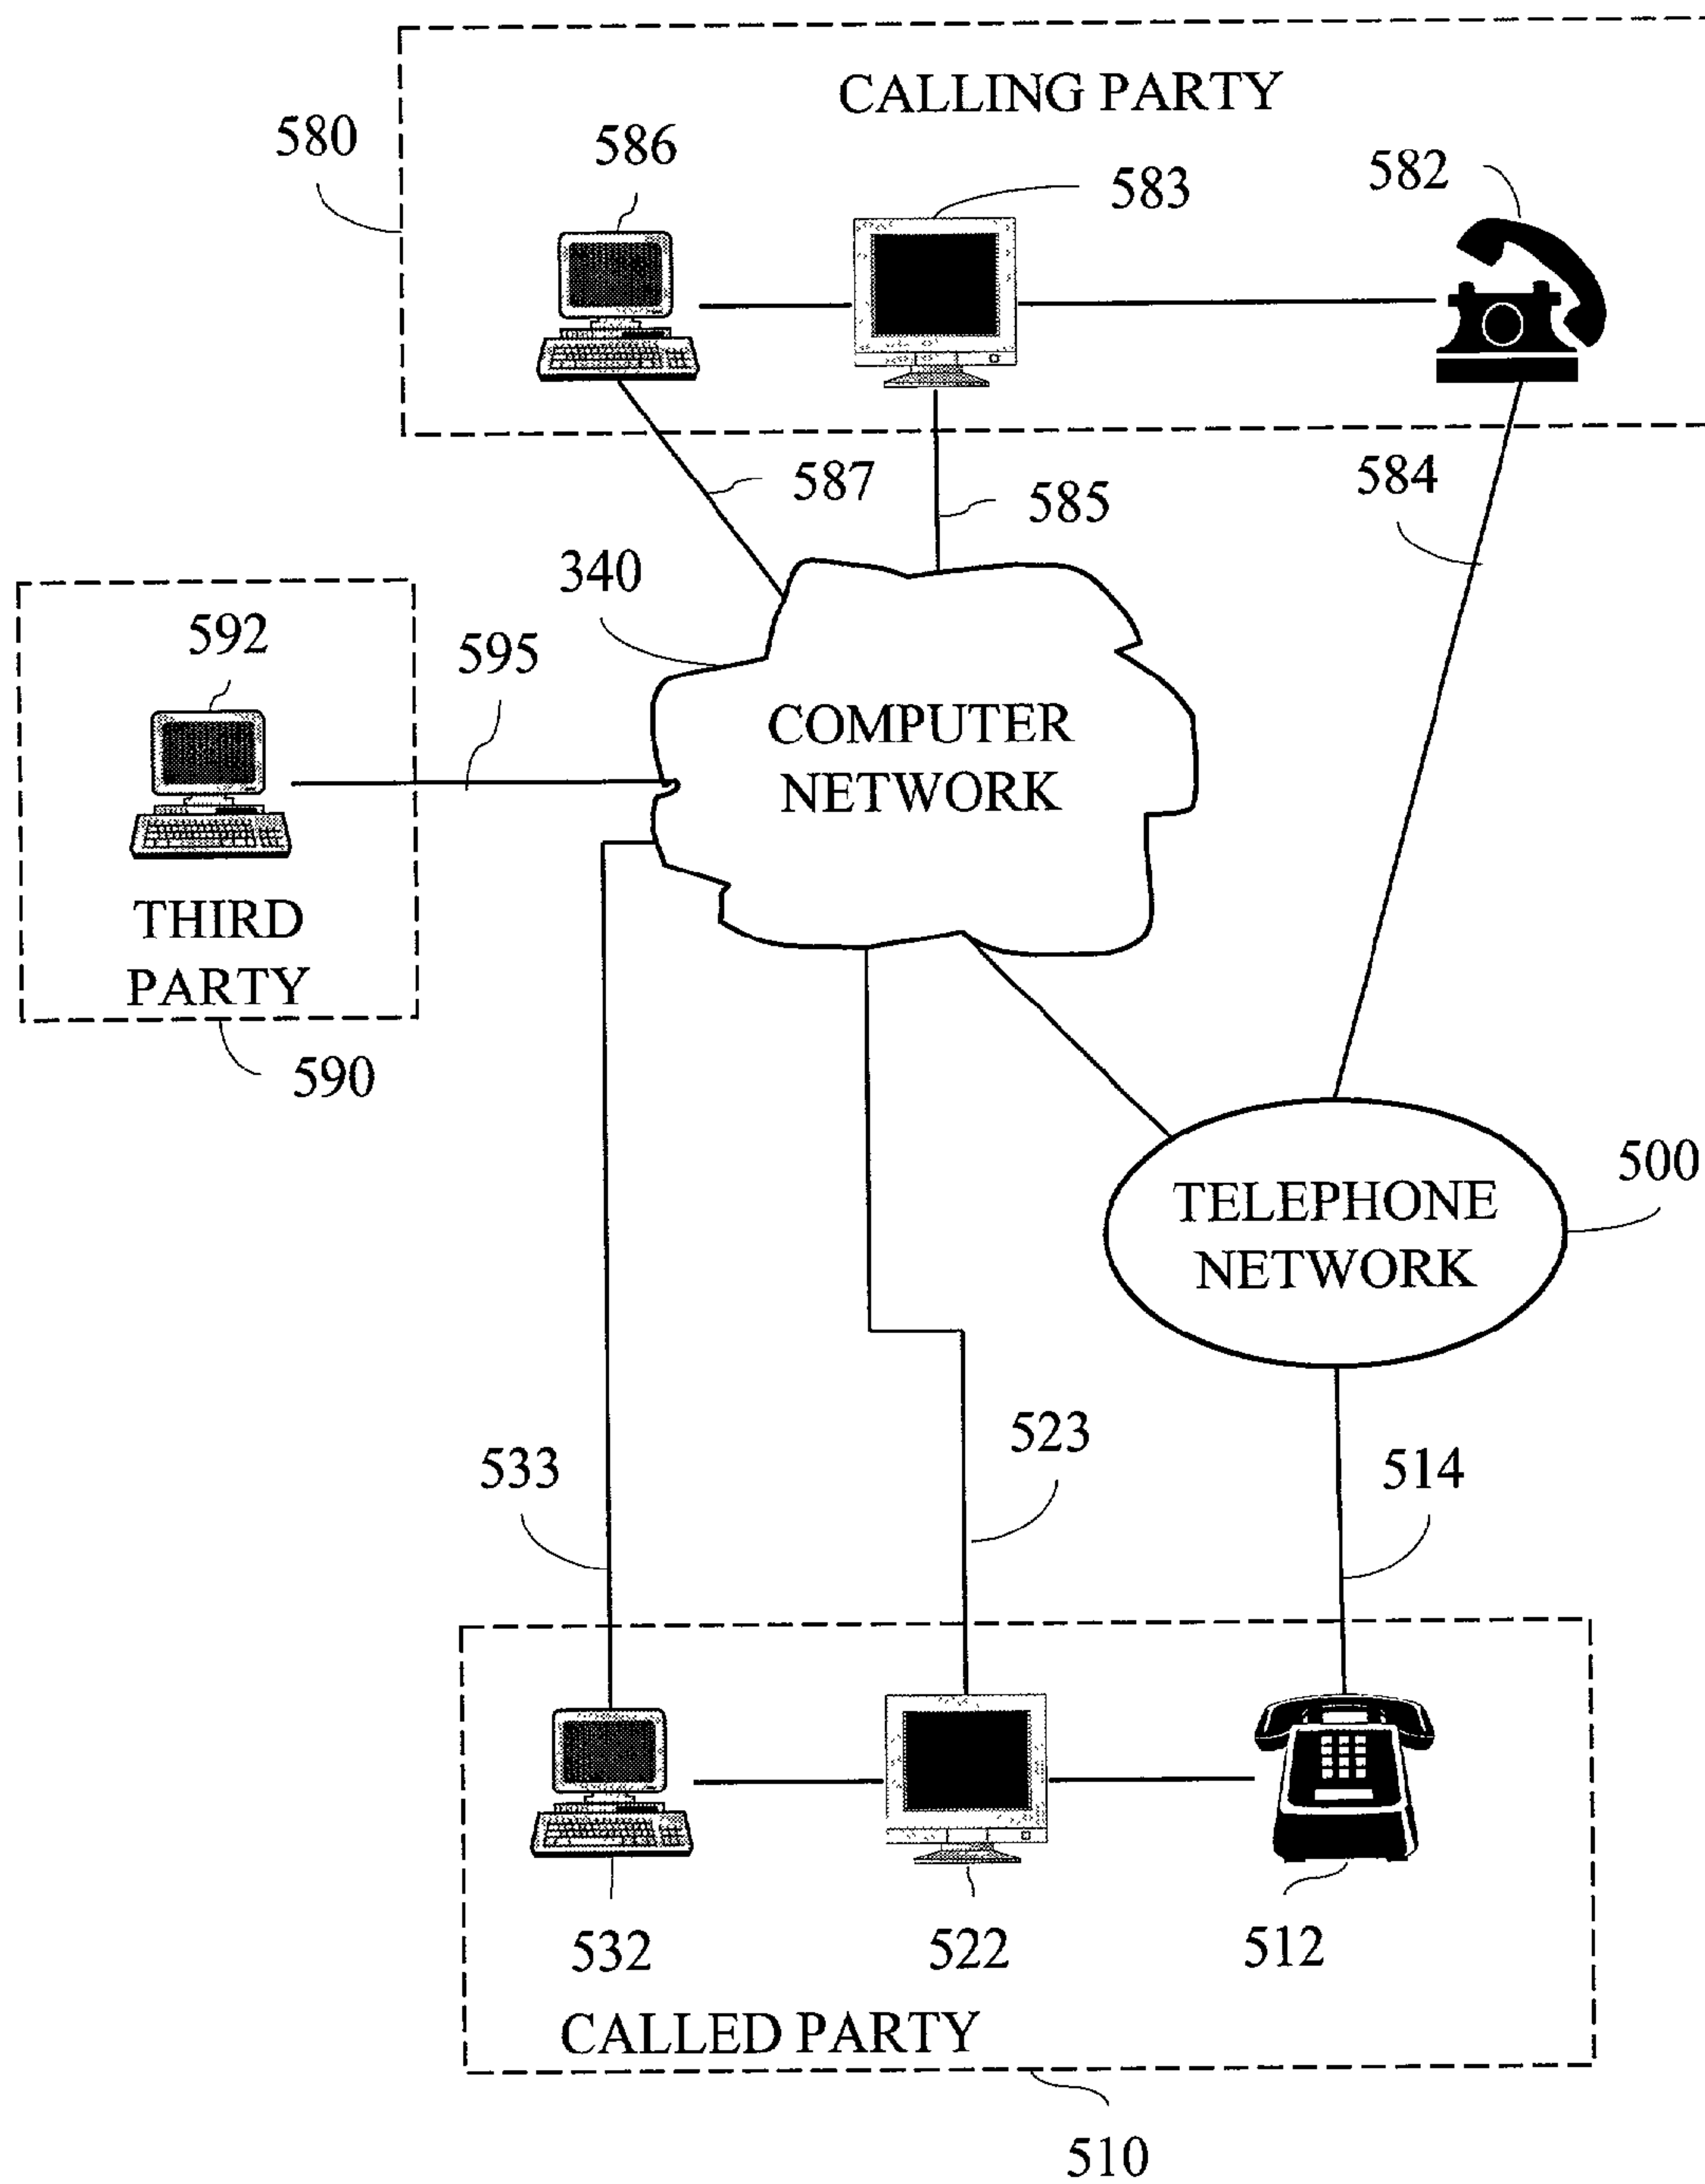 CALLING PARTY
580
586
583
582
587
585
584
340
592
595
COMPUTER
NETWORK
THIRD
PARTY
590
500
TELEPHONE
NETWORK
533
523
514
532
522
512
CALLED PARTY
510